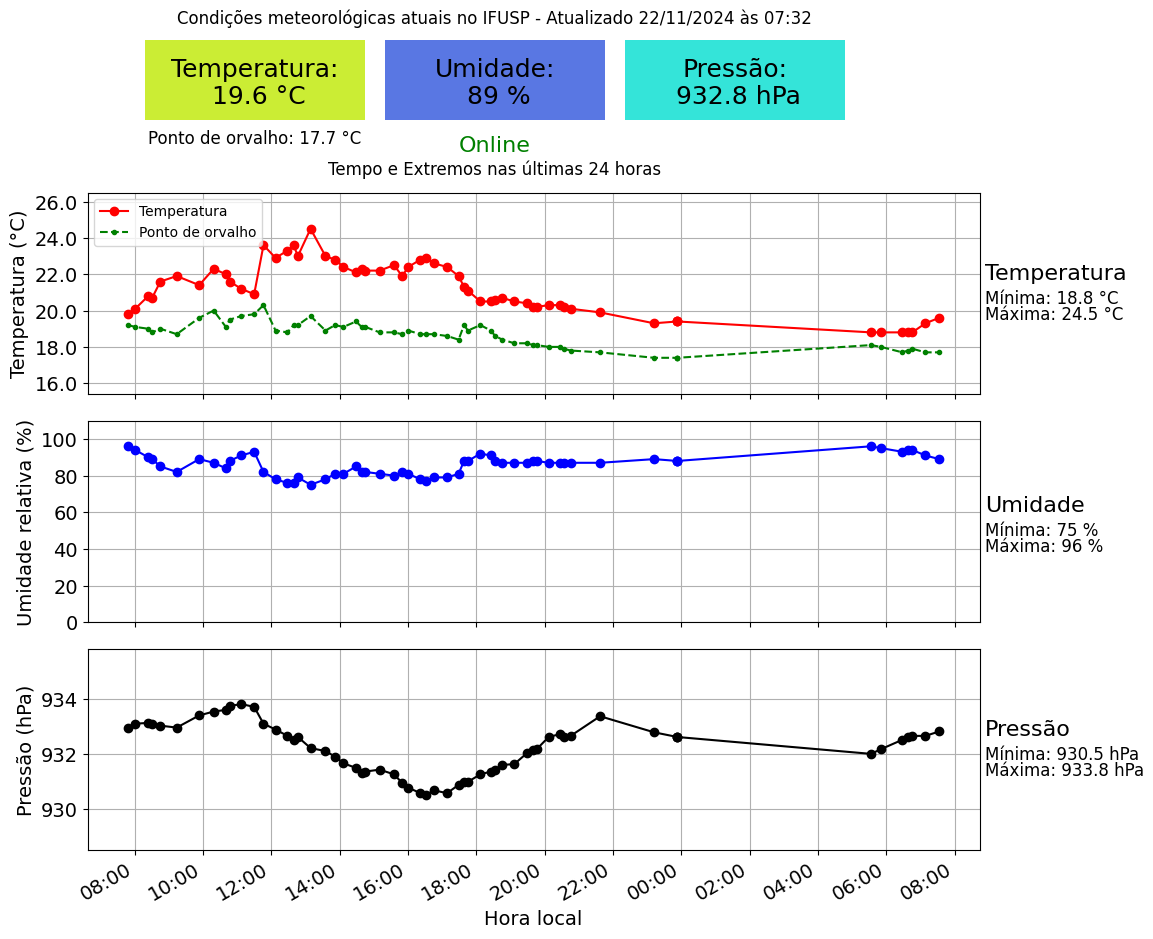 Condições meteorológicas atuais no IFUSP - Atualizado 22/11/2024 às 07:32
Temperatura:
19.6 °C
Umidade:
89 %
Pressão:
932.8 hPa
Ponto de orvalho: 17.7 °C
Online
Tempo e Extremos nas últimas 24 horas
Temperatura (°C)
26.0
24.0
22.0
20.0
18.0
16.0
Temperatura
Ponto de orvalho
Temperatura
Mínima: 18.8 °C
Máxima: 24.5 °C
Umidade relativa (%)
100
80
60
40
20
0
Umidade
Mínima: 75 %
Máxima: 96 %
Pressão (hPa)
934
932
930
Pressão
Mínima: 930.5 hPa
Máxima: 933.8 hPa
08:00 10:00 12:00 14:00 16:00 18:00 20:00 22:00 00:00 02:00 04:00 06:00 08:00
Hora local